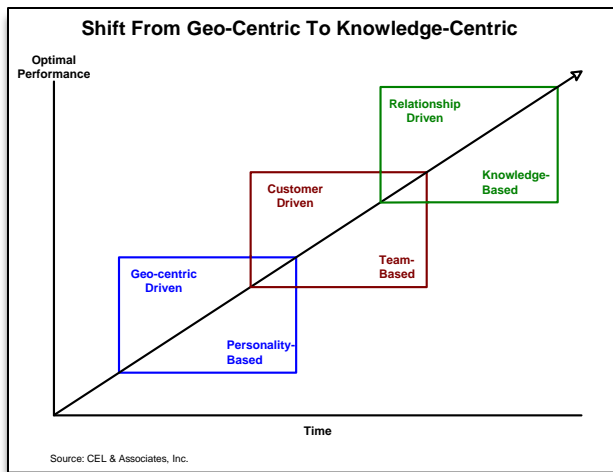 Shift From Geo-Centric To Knowledge-Centric
Optimal
Performance
Relationship
Driven
Knowledge-
Based
Customer
Driven
Team-
Based
Geo-centric
Driven
Personality-
Based
Time
Source: CEL & Associates, Inc.